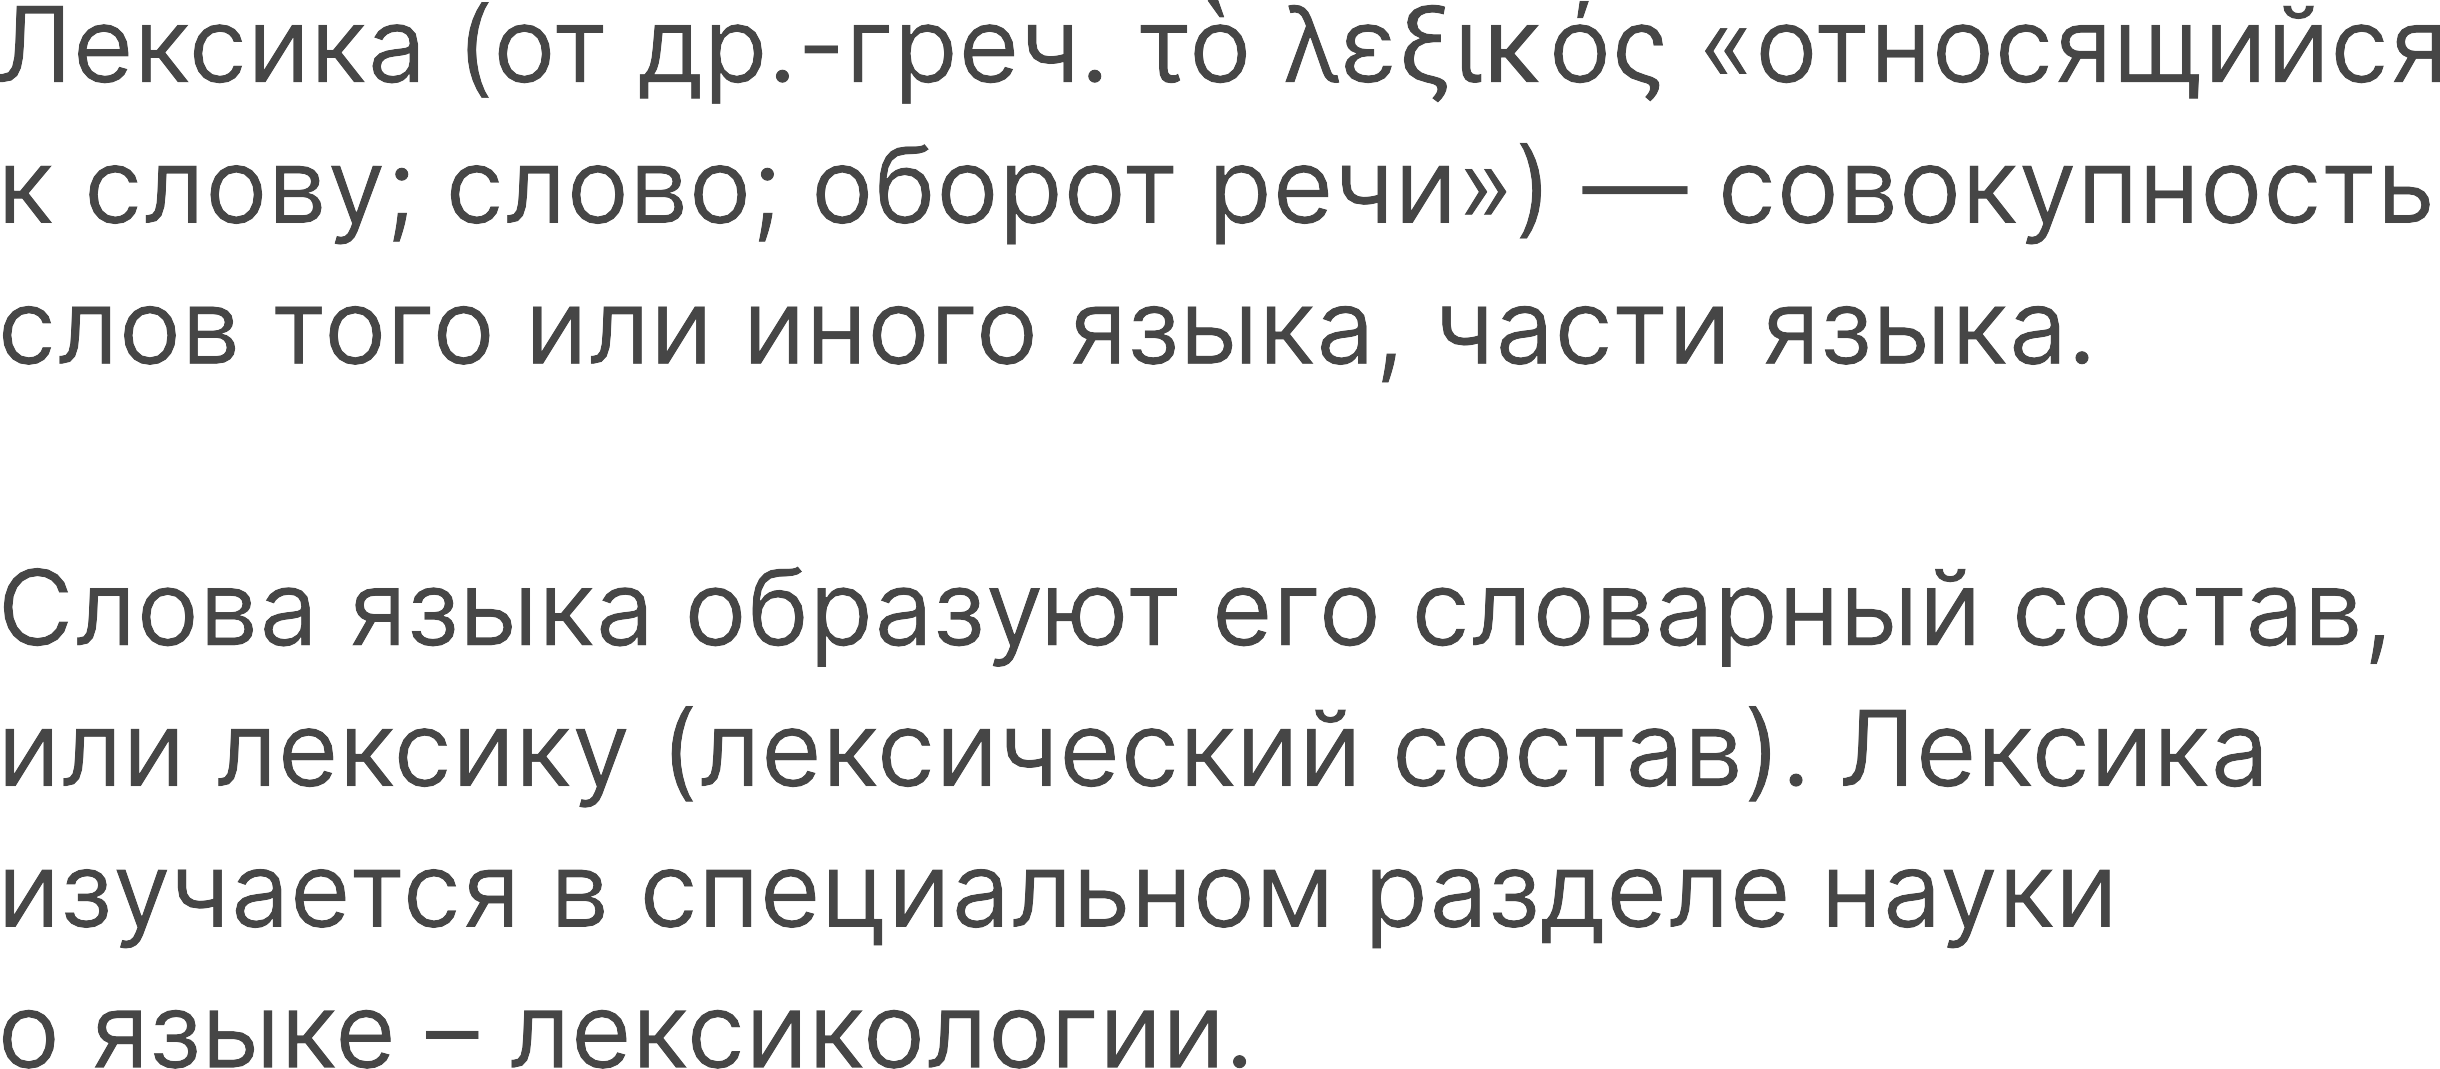 Лексика (от др.-греч. τὸ λεξικός «относящийся
к слову; слово; оборот речи») — совокупность
слов того или иного языка, части языка.
Слова языка образуют его словарный состав,
или лексику (лексический состав). Лексика
изучается в специальном разделе науки
о языке – лексикологии.